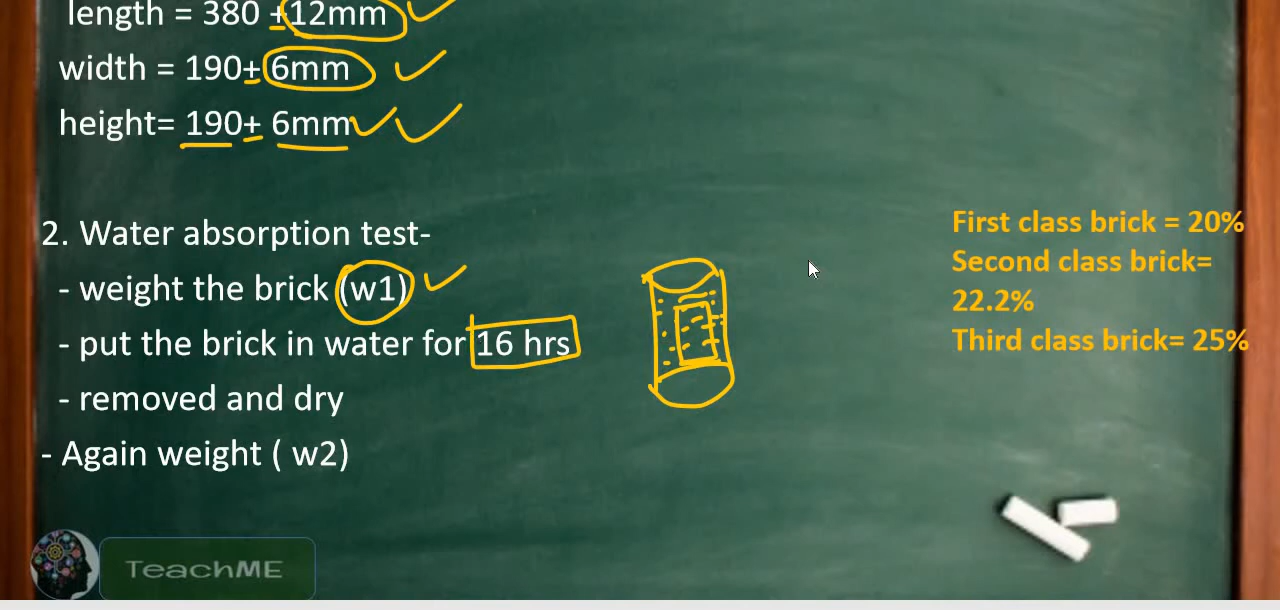 length = 380 ±12mm
width = 190± 6mm
height= 190± 6mm
2. Water absorption test-
- weight the brick (w1)
- put the brick in water for 16 hrs
- removed and dry
- Again weight ( w2)
First class brick = 20%
Second class brick=
22.2%
Third class brick= 25%
TeachME